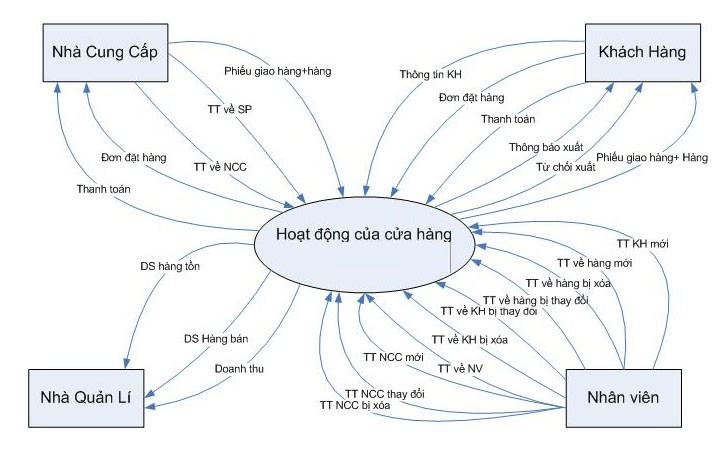 Nhà Cung Cấp
Khách Hàng
Phiếu giao hàng+hàng
Thông tin KH
TT về SP
Đơn đặt hàng
Thanh toán
Thông báo xuất
Đơn đặt hàng
TT về NCC
Từ chối xuất
Phiếu giao hàng+ Hàng
Thanh toán
Hoạt động của cửa hàng
TT KH mới
DS hàng tồn
TT về hàng mới
TT về hàng bị xóa
TT về hàng bị thay đổi
TT về KH bị thay đổi
DS Hàng bán
TT về KH bị xóa
TT NCC mới
Doanh thu
TT về NV
Nhà Quản Lí
TT NCC thay đổi
TT NCC bị xóa
Nhân viên